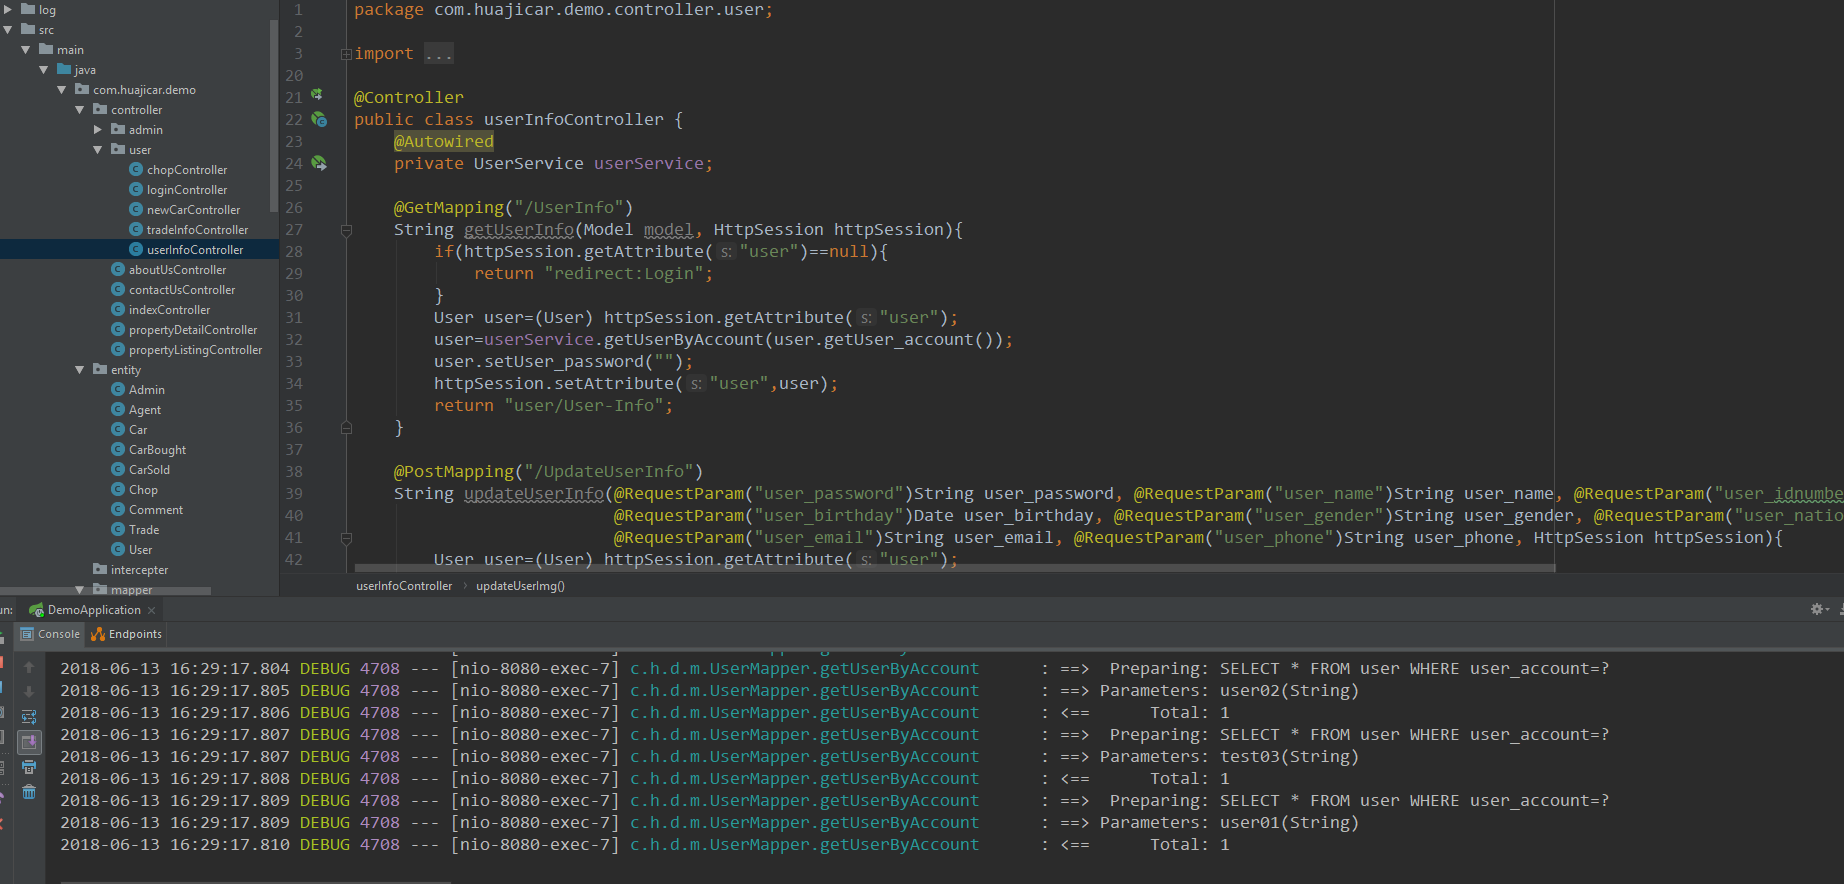 log
src
main
java
com.huajicar.demo
controller
admin
user
chopController
loginController
newCarController
tradeInfoController
userInfoController
aboutUsController
contactUsController
indexController
propertyDetailController
propertyListingController
entity
Admin
Agent
Car
CarBought
CarSold
Chop
Comment
Trade
User
intercepter
mapper
1 package com.huajicar.demo.controller.user;
2
3 import ...
20
21 @Controller
22 public class userInfoController {
23 @Autowired
24 private UserService userService;
25
26 @GetMapping("/UserInfo")
27 String getUserInfo(Model model, HttpSession httpSession){
28 if(httpSession.getAttribute( s: "user")==null){
29 return "redirect:Login";
30 }
31 User user=(User) httpSession.getAttribute( s: "user");
32 user=userService.getUserByAccount(user.getUser_account());
33 user.setUser_password("");
34 httpSession.setAttribute( s: "user",user);
35 return "user/User-Info";
36 }
37
38 @PostMapping("/UpdateUserInfo")
39 String updateUserInfo(@RequestParam("user_password")String user_password, @RequestParam("user_name")String user_name, @RequestParam("user_idnumbe
40 @RequestParam("user_birthday")Date user_birthday, @RequestParam("user_gender")String user_gender, @RequestParam("user_natio
41 @RequestParam("user_email")String user_email, @RequestParam("user_phone")String user_phone, HttpSession httpSession){
42 User user=(User) httpSession.getAttribute( s: "user");
userInfoController updateUserImg()
un: DemoApplication
Console Endpoints
2018-06-13 16:29:17.804 DEBUG 4708 --- [nio-8080-exec-7] c.h.d.m.UserMapper.getUserByAccount : ==> Preparing: SELECT * FROM user WHERE user_account=?
2018-06-13 16:29:17.805 DEBUG 4708 --- [nio-8080-exec-7] c.h.d.m.UserMapper.getUserByAccount : ==> Parameters: user02(String)
2018-06-13 16:29:17.806 DEBUG 4708 --- [nio-8080-exec-7] c.h.d.m.UserMapper.getUserByAccount : <== Total: 1
2018-06-13 16:29:17.807 DEBUG 4708 --- [nio-8080-exec-7] c.h.d.m.UserMapper.getUserByAccount : ==> Preparing: SELECT * FROM user WHERE user_account=?
2018-06-13 16:29:17.807 DEBUG 4708 --- [nio-8080-exec-7] c.h.d.m.UserMapper.getUserByAccount : ==> Parameters: test03(String)
2018-06-13 16:29:17.808 DEBUG 4708 --- [nio-8080-exec-7] c.h.d.m.UserMapper.getUserByAccount : <== Total: 1
2018-06-13 16:29:17.809 DEBUG 4708 --- [nio-8080-exec-7] c.h.d.m.UserMapper.getUserByAccount : ==> Preparing: SELECT * FROM user WHERE user_account=?
2018-06-13 16:29:17.809 DEBUG 4708 --- [nio-8080-exec-7] c.h.d.m.UserMapper.getUserByAccount : ==> Parameters: user01(String)
2018-06-13 16:29:17.810 DEBUG 4708 --- [nio-8080-exec-7] c.h.d.m.UserMapper.getUserByAccount : <== Total: 1